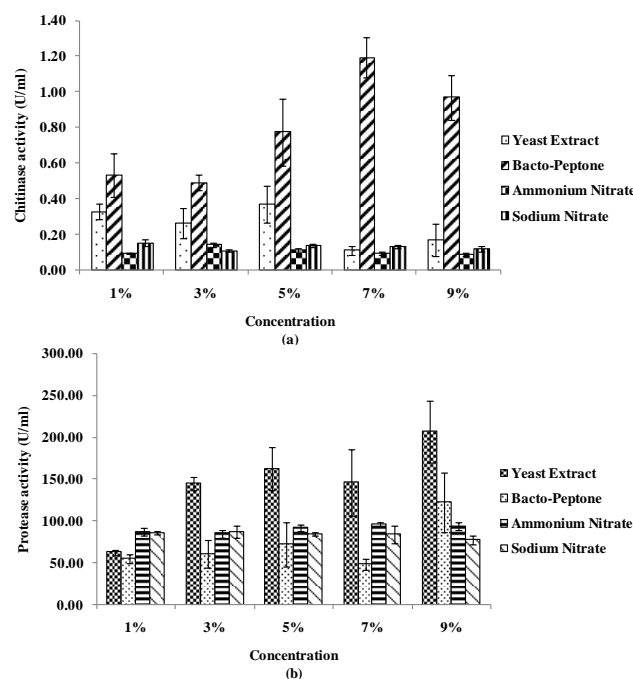 1.40
1.20
1.00
0.80
0.60
0.40
0.20
0.00
Chitinase activity (U/ml)
1% 3% 5% 7% 9%
Concentration
(a)
Yeast Extract
Bacto-Peptone
Ammonium Nitrate
Sodium Nitrate
300.00
250.00
200.00
150.00
100.00
50.00
0.00
Protease activity (U/ml)
1% 3% 5% 7% 9%
Concentration
(b)
Yeast Extract
Bacto-Peptone
Ammonium Nitrate
Sodium Nitrate